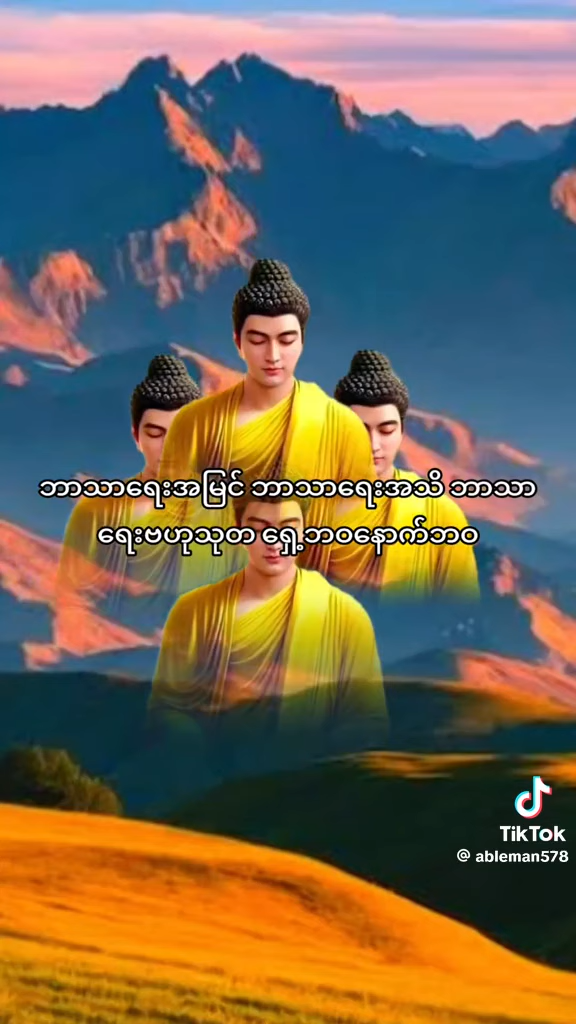 ဘာသာရေးအမြင် ဘာသာရေးအသိ ဘာသာ
ရေးဗဟုသုတ ရှေ့ဘဝနောက်ဘဝ
TikTok
@ ableman578